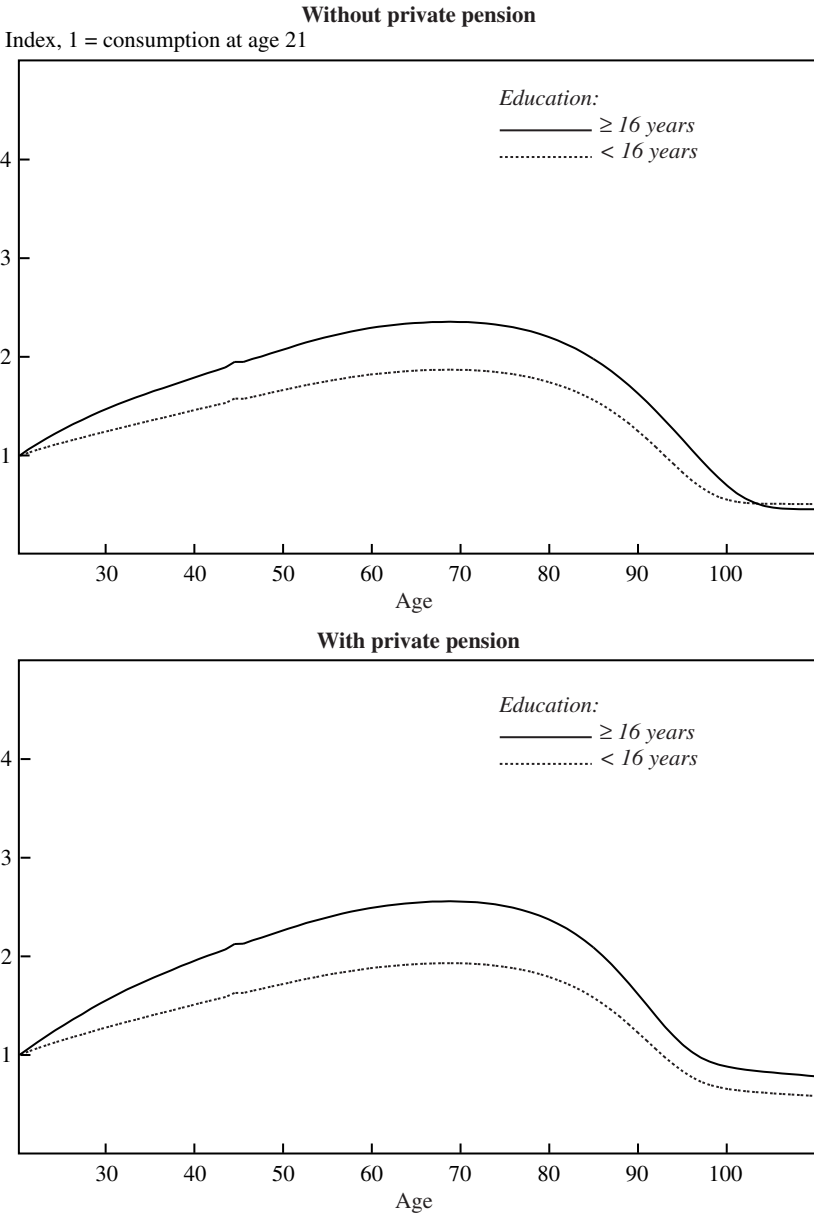 Without private pension
Index, 1 = consumption at age 21
Education:
≥ 16 years
< 16 years
4
3
2
1
30 40 50 60 70 80 90 100
Age
With private pension
Education:
≥ 16 years
< 16 years
4
3
2
1
30 40 50 60 70 80 90 100
Age